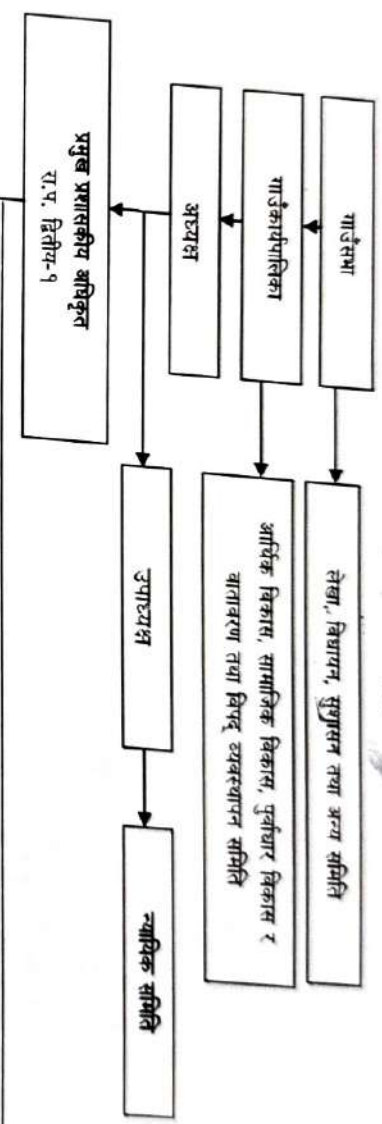 गाउँसभा
लेखा, विधायन, सुशासन तथा अन्य समिति
गाउँकार्यपालिका
आर्थिक विकास, सामाजिक विकास, पुर्वाधार विकास र
वातावरण तथा विपद् व्यवस्थापन समिति
अध्यक्ष
उपाध्यक्ष
न्यायिक समिति
प्रमुख प्रशासकीय अधिकृत
रा.प. द्वितीय-१